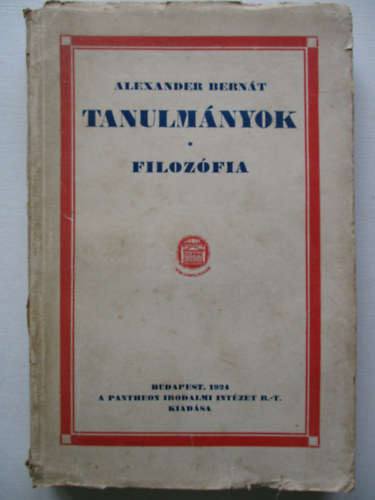 ALEXANDER BERNÁT
TANULMÁNYOK
FILOZÓFIA
BUDAPEST, 1924
A PANTHEON IRODALMI INTÉZET R.-T.
KIADÁSA